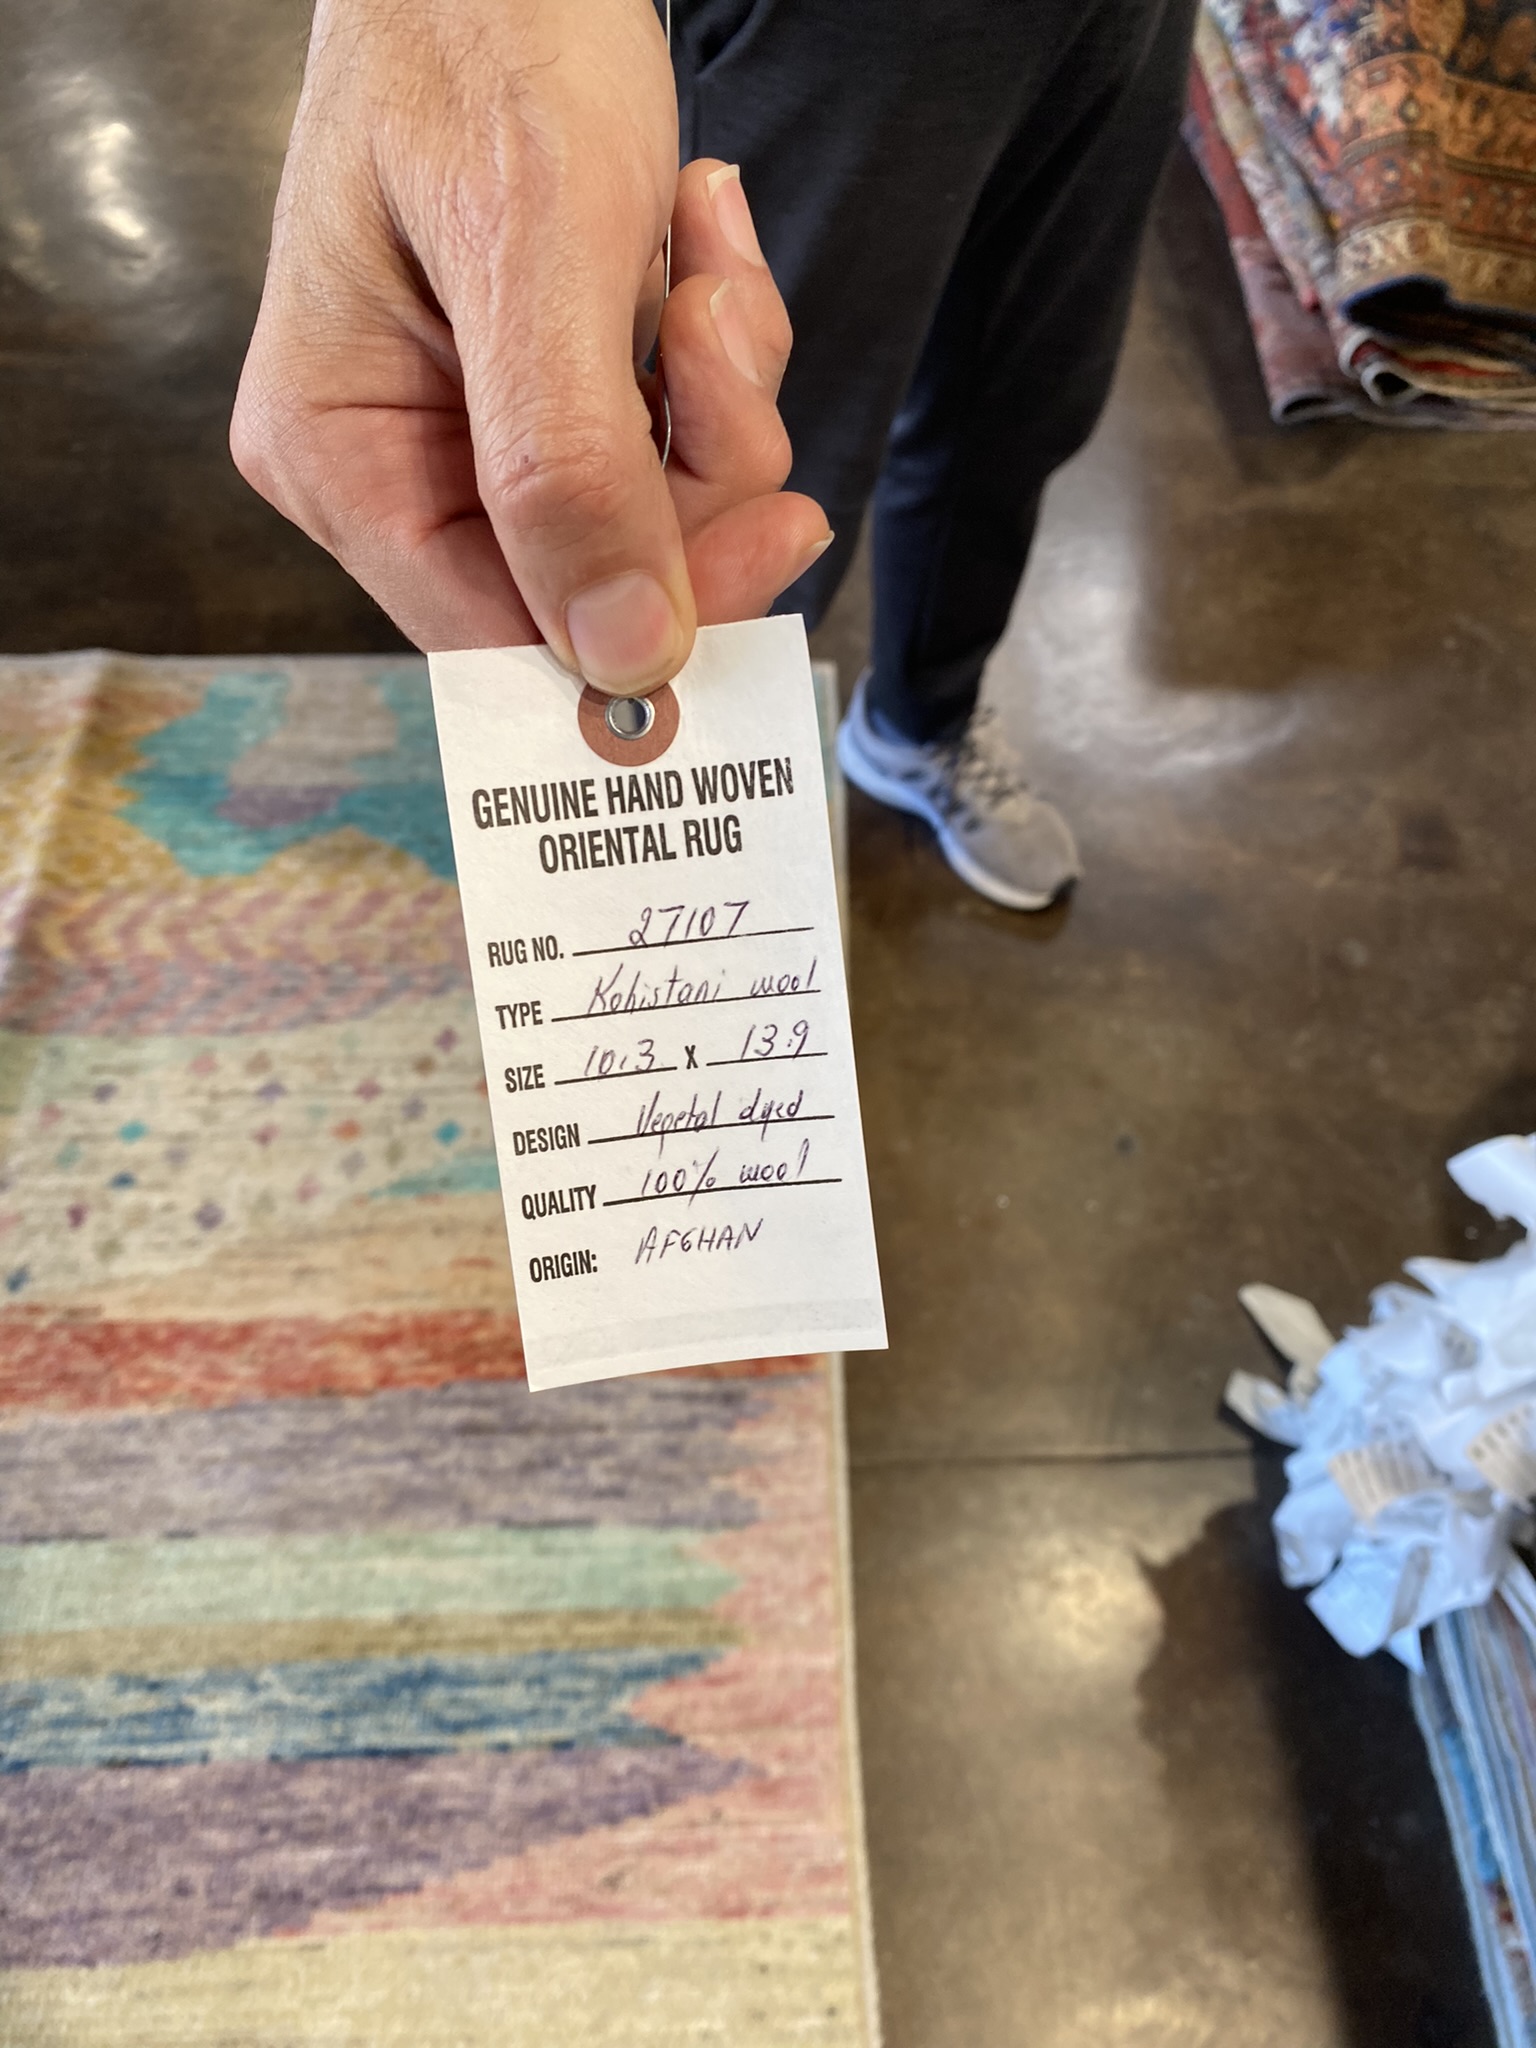 GENUINE HAND WOVEN
ORIENTAL RUG
RUG NO. 27107
TYPE Kohistani wool
SIZE 10.3 X 13.9
DESIGN Vegetal dyed
QUALITY 100% wool
ORIGIN: AFGHAN